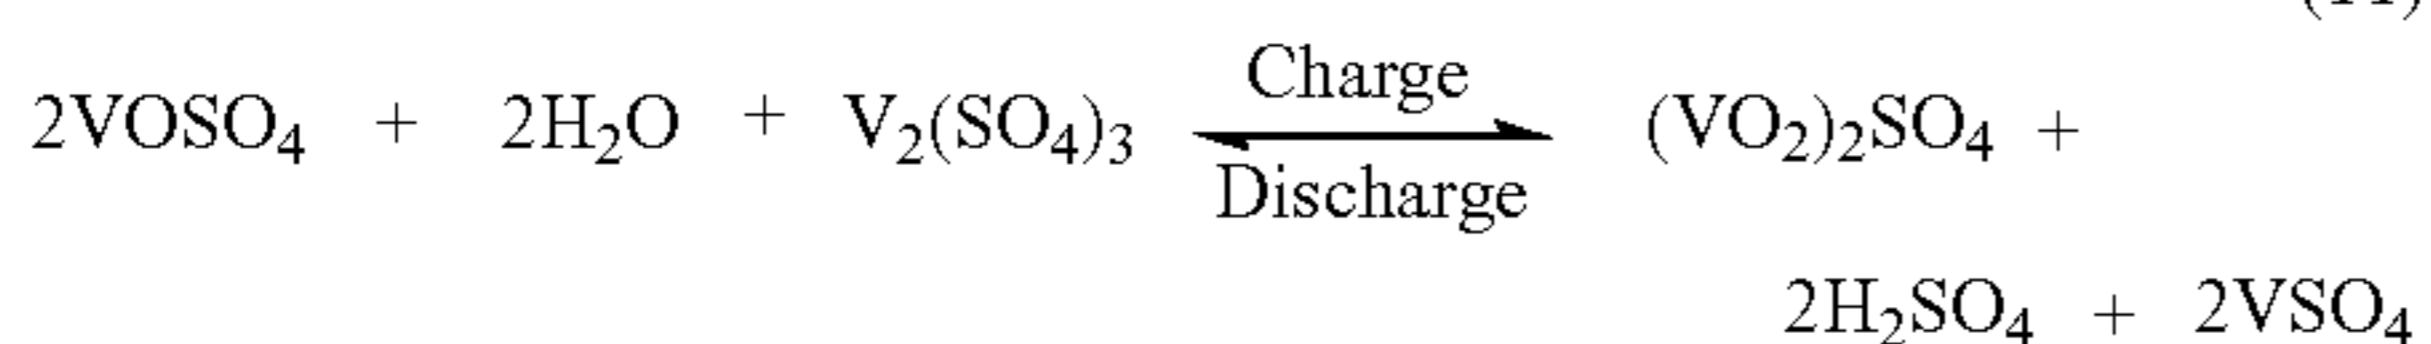 Charge
2VOSO₄ + 2H₂O + V₂(SO₄)₃ ⇌ (VO₂)₂SO₄ +
Discharge
2H₂SO₄ + 2VSO₄